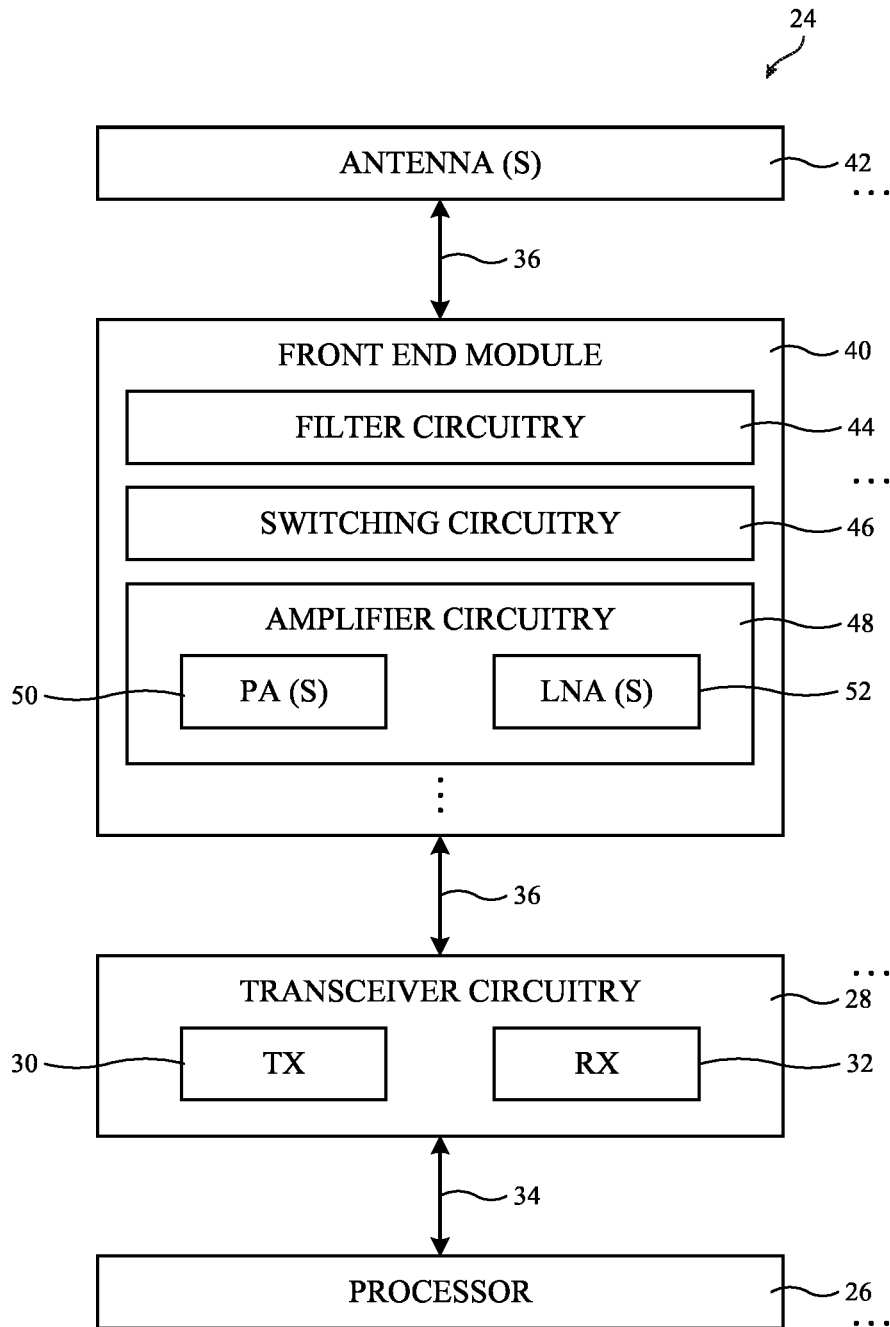 24
ANTENNA (S)
42
...
36
FRONT END MODULE
40
FILTER CIRCUITRY
44
...
SWITCHING CIRCUITRY
46
AMPLIFIER CIRCUITRY
48
50
PA (S)
LNA (S)
52
...
36
...
TRANSCEIVER CIRCUITRY
28
30
TX
RX
32
34
PROCESSOR
26
...